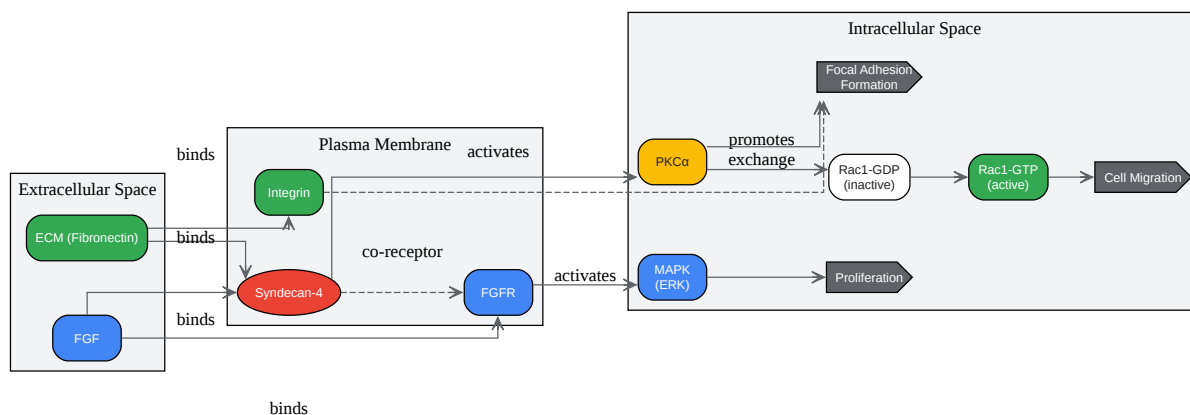 Intracellular Space
Focal Adhesion
Formation
Plasma Membrane
activates
promotes
exchange
binds
PKCα
Rac1-GDP
(inactive)
Rac1-GTP
(active)
Cell Migration
Extracellular Space
Integrin
ECM (Fibronectin)
binds
co-receptor
activates
MAPK
(ERK)
Proliferation
Syndecan-4
FGFR
binds
FGF
binds